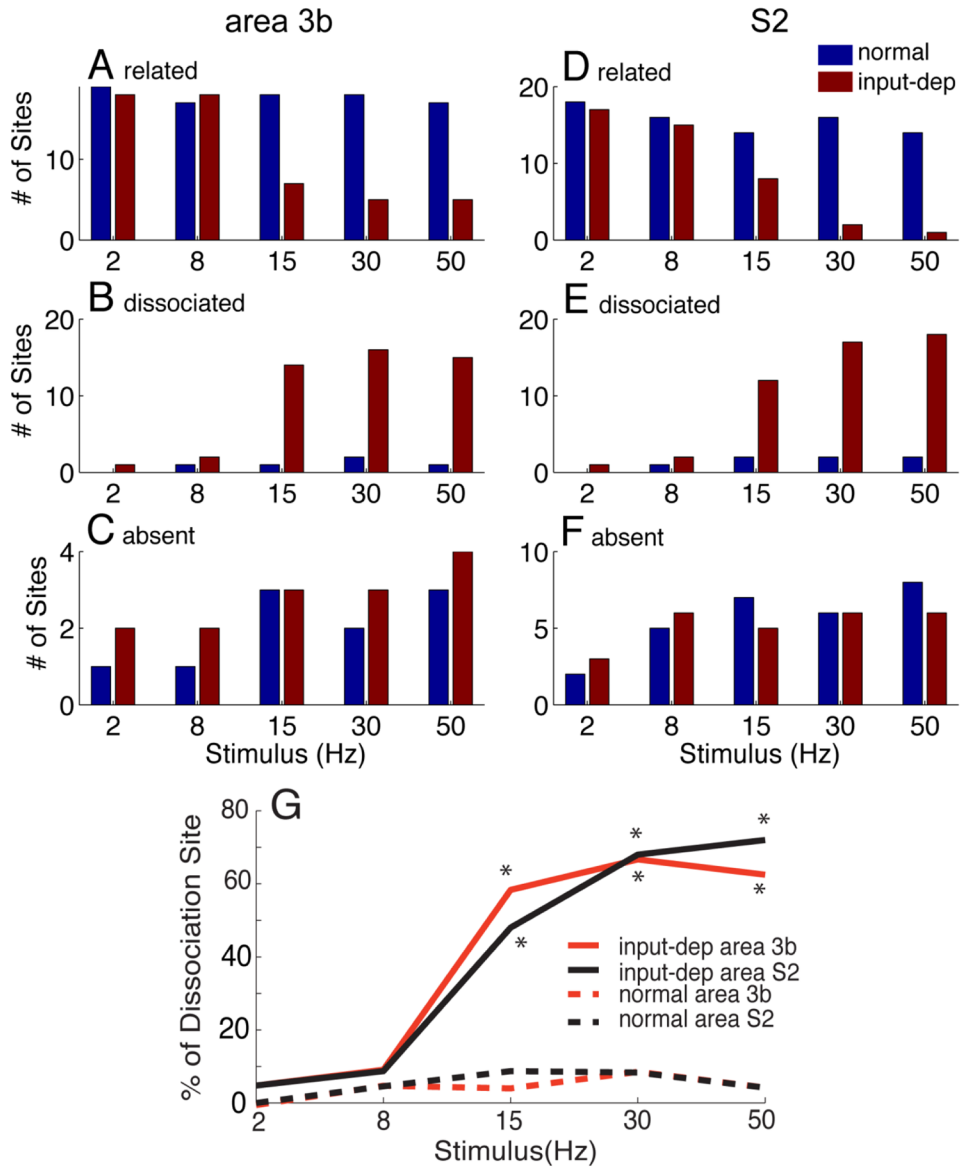 area 3b
S2
A related
# of Sites
10
0
2 8 15 30 50
D related
normal
input-dep
20
10
0
2 8 15 30 50
B dissociated
# of Sites
20
10
0
2 8 15 30 50
E dissociated
20
10
0
2 8 15 30 50
C absent
# of Sites
4
2
0
2 8 15 30 50
Stimulus (Hz)
F absent
10
5
0
2 8 15 30 50
Stimulus (Hz)
G
% of Dissociation Site
80
60
40
20
0
* * * * * *
input-dep area 3b
input-dep area S2
normal area 3b
normal area S2
2 8 15 30 50
Stimulus(Hz)